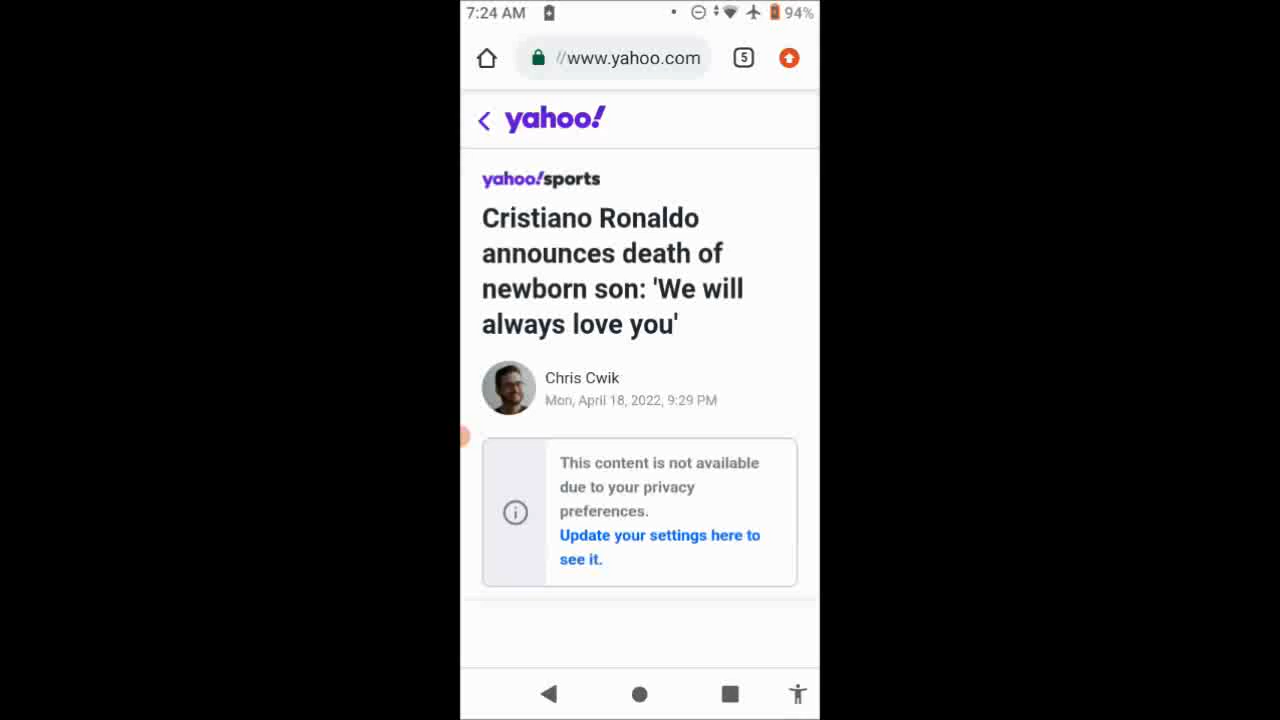 7:24 AM 94%
//www.yahoo.com 5
yahoo!
yahoo!sports
Cristiano Ronaldo
announces death of
newborn son: 'We will
always love you'
Chris Cwik
Mon, April 18, 2022, 9:29 PM
This content is not available
due to your privacy
preferences.
Update your settings here to
see it.